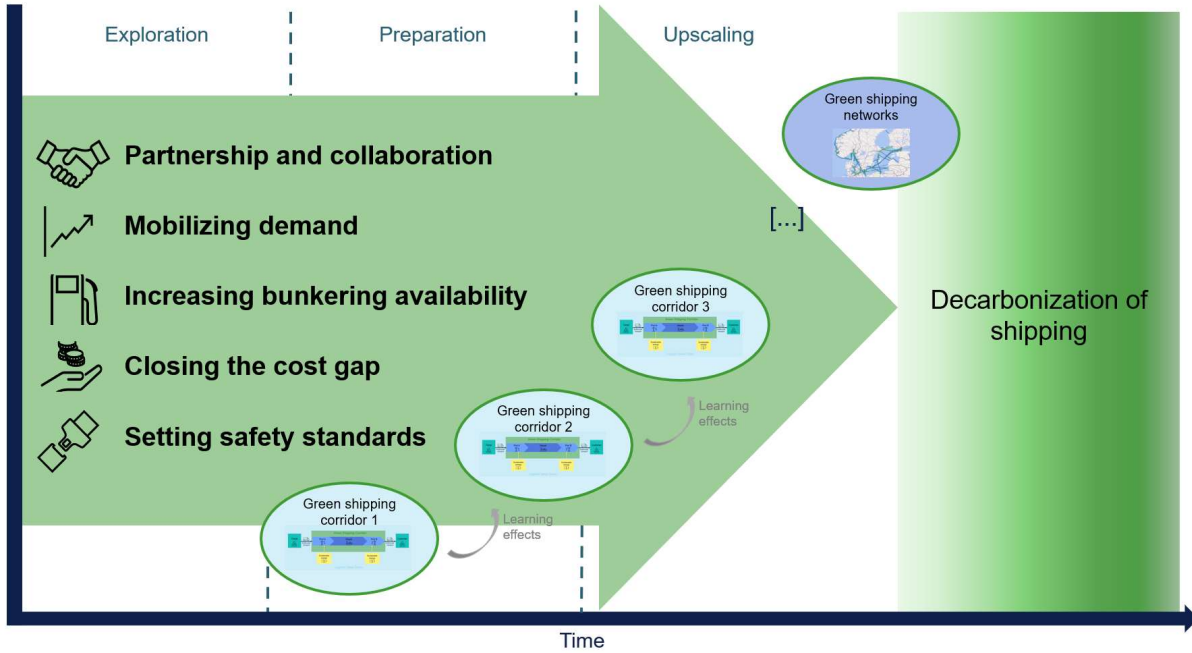 Exploration
Preparation
Upscaling
Green shipping
networks
Partnership and collaboration
Mobilizing demand
[...]
Increasing bunkering availability
Green shipping
corridor 3
Decarbonization of
shipping
Closing the cost gap
Learning
effects
Setting safety standards
Green shipping
corridor 2
Green shipping
corridor 1
Learning
effects
Time